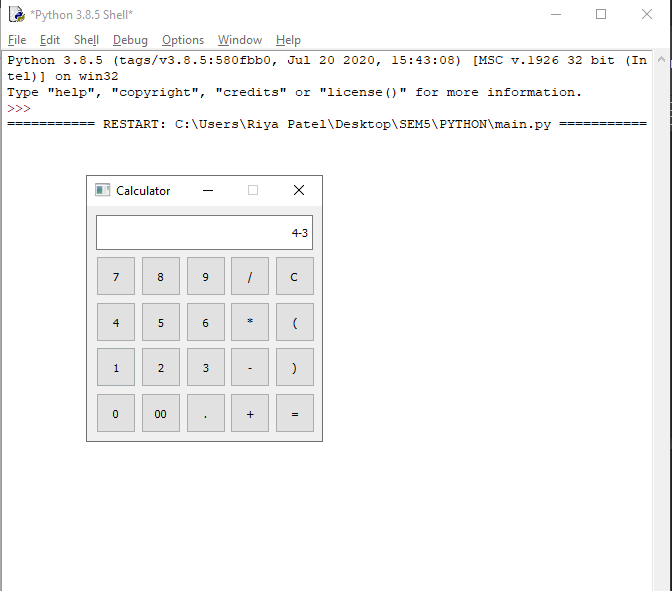 *Python 3.8.5 Shell*
File Edit Shell Debug Options Window Help
Python 3.8.5 (tags/v3.8.5:580fbb0, Jul 20 2020, 15:43:08) [MSC v.1926 32 bit (In
tel)] on win32
Type "help", "copyright", "credits" or "license()" for more information.
>>>
=========== RESTART: C:\Users\Riya Patel\Desktop\SEM5\PYTHON\main.py ===========
Calculator
4-3
7 8 9 / C
4 5 6 * (
1 2 3 - )
0 00 . + =